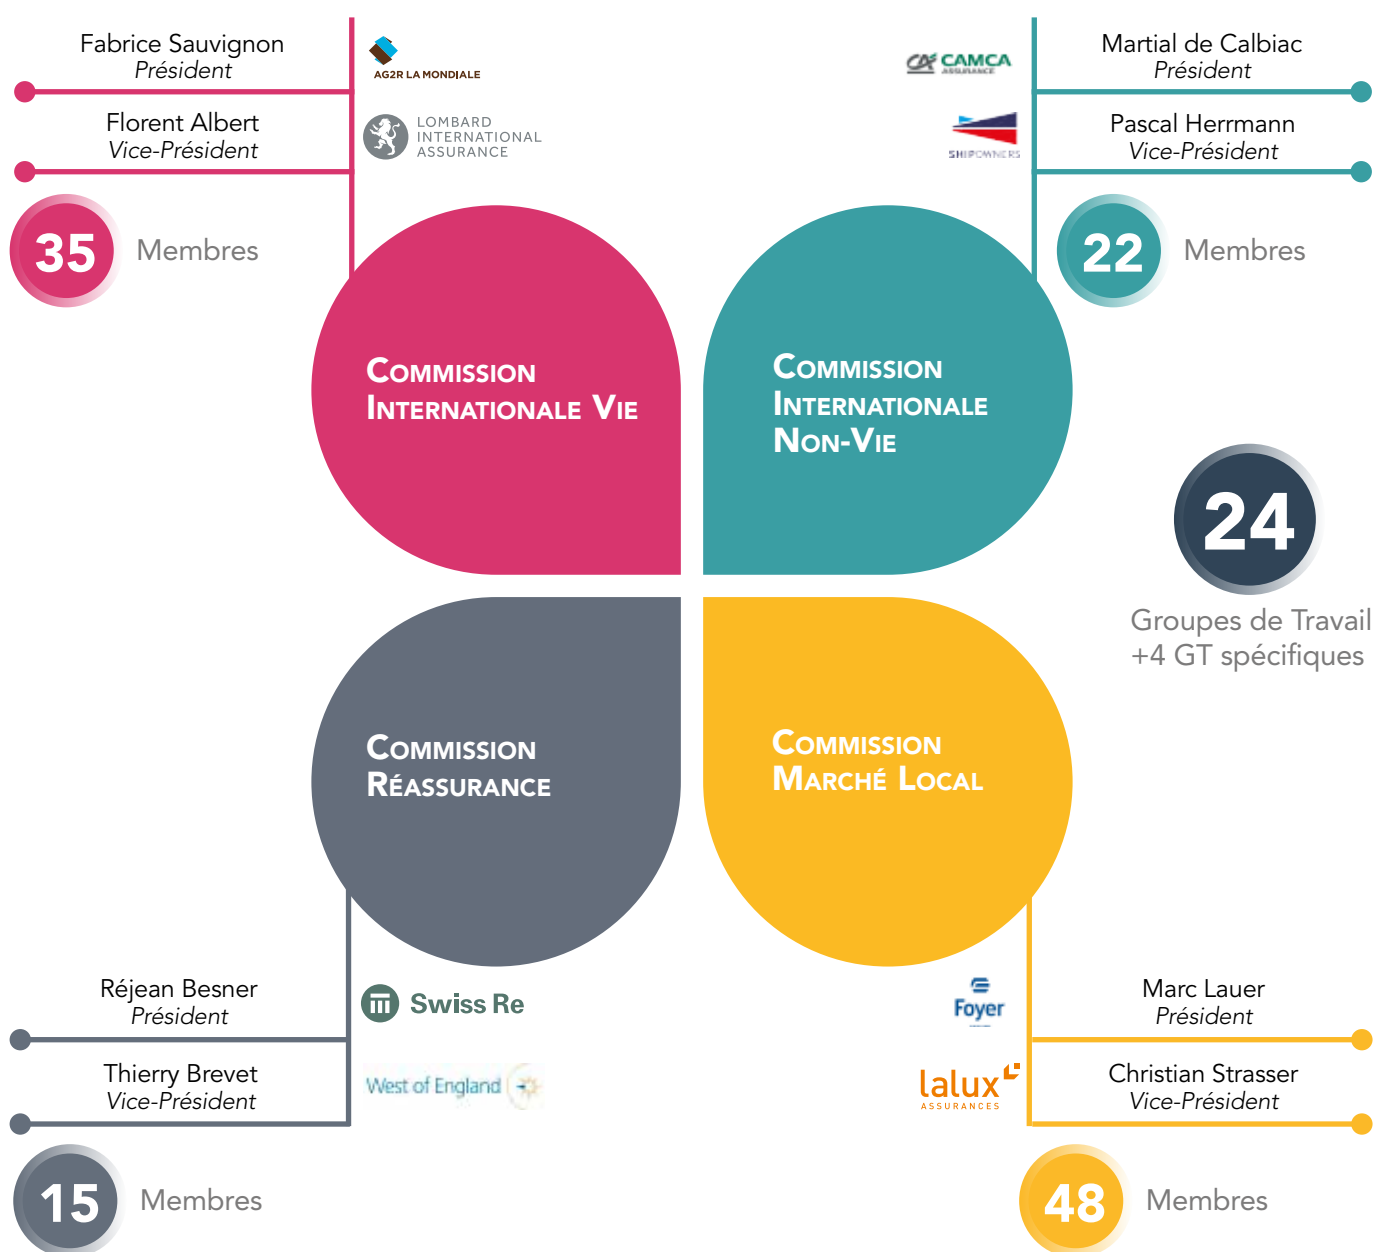 Fabrice Sauvignon
Président
AG2R LA MONDIALE
Florent Albert
Vice-Président
LOMBARD
INTERNATIONAL
ASSURANCE
35
Membres
CAMCA
ASSURANCE
Martial de Calbiac
Président
SHIPOWNERS
Pascal Herrmann
Vice-Président
22
Membres
Commission
Internationale Vie
Commission
Internationale
Non-Vie
24
Groupes de Travail
+4 GT spécifiques
Commission
Réassurance
Commission
Marché Local
Réjean Besner
Président
Swiss Re
Thierry Brevet
Vice-Président
West of England
15
Membres
Foyer
Marc Lauer
Président
lalux
ASSURANCES
Christian Strasser
Vice-Président
48
Membres